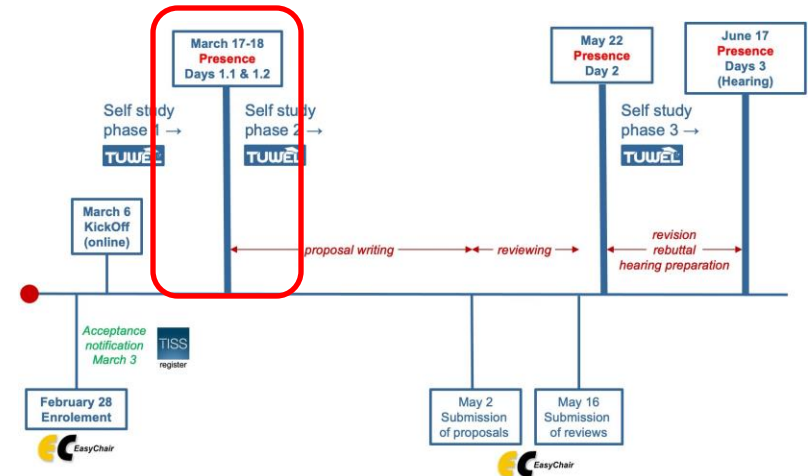 March 17-18
Presence
Days 1.1 & 1.2
May 22
Presence
Day 2
June 17
Presence
Days 3
(Hearing)
Self study
phase 1 →
TUWEL
Self study
phase 2 →
TUWEL
Self study
phase 3 →
TUWEL
March 6
KickOff
(online)
proposal writing
reviewing
revision
rebuttal
hearing preparation
Acceptance
notification
March 3
TISS
register
February 28
Enrolement
EC EasyChair
May 2
Submission
of proposals
May 16
Submission
of reviews
EC EasyChair